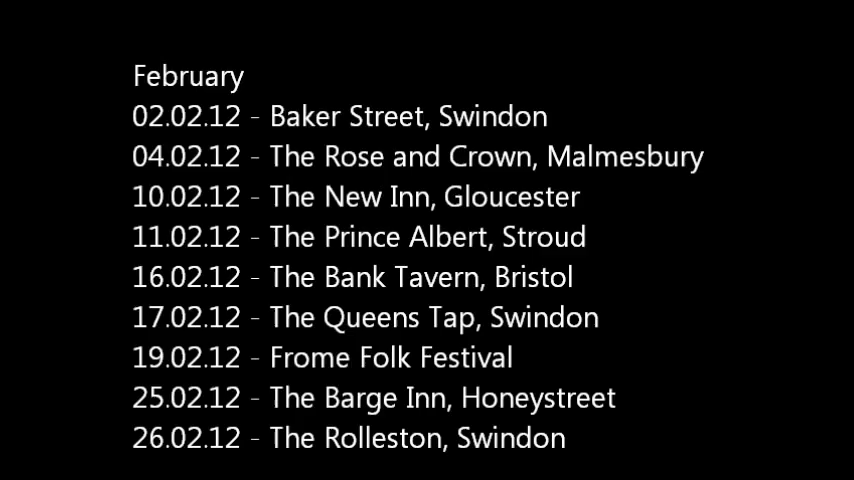 February
02.02.12 - Baker Street, Swindon
04.02.12 - The Rose and Crown, Malmesbury
10.02.12 - The New Inn, Gloucester
11.02.12 - The Prince Albert, Stroud
16.02.12 - The Bank Tavern, Bristol
17.02.12 - The Queens Tap, Swindon
19.02.12 - Frome Folk Festival
25.02.12 - The Barge Inn, Honeystreet
26.02.12 - The Rolleston, Swindon